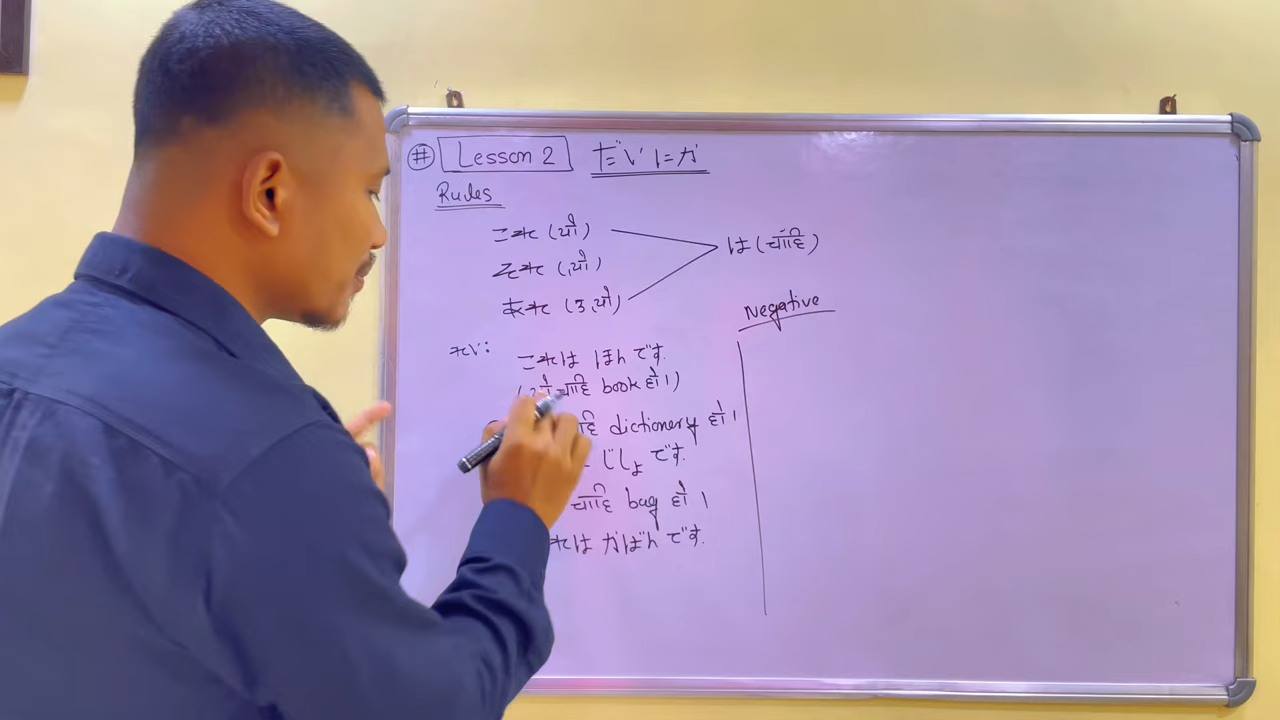 # Lesson 2 だい 1=か
Rules
これ (यो)
それ (त्यो)
あれ (ऊ त्यो)
は (चाहिँ)
Negative
れい:
これは ほんです.
(यो चाहिँ book हो।)
चाहिँ dictionery हो।
じしょ です.
चाहिँ bag हो।
れは かばん です.